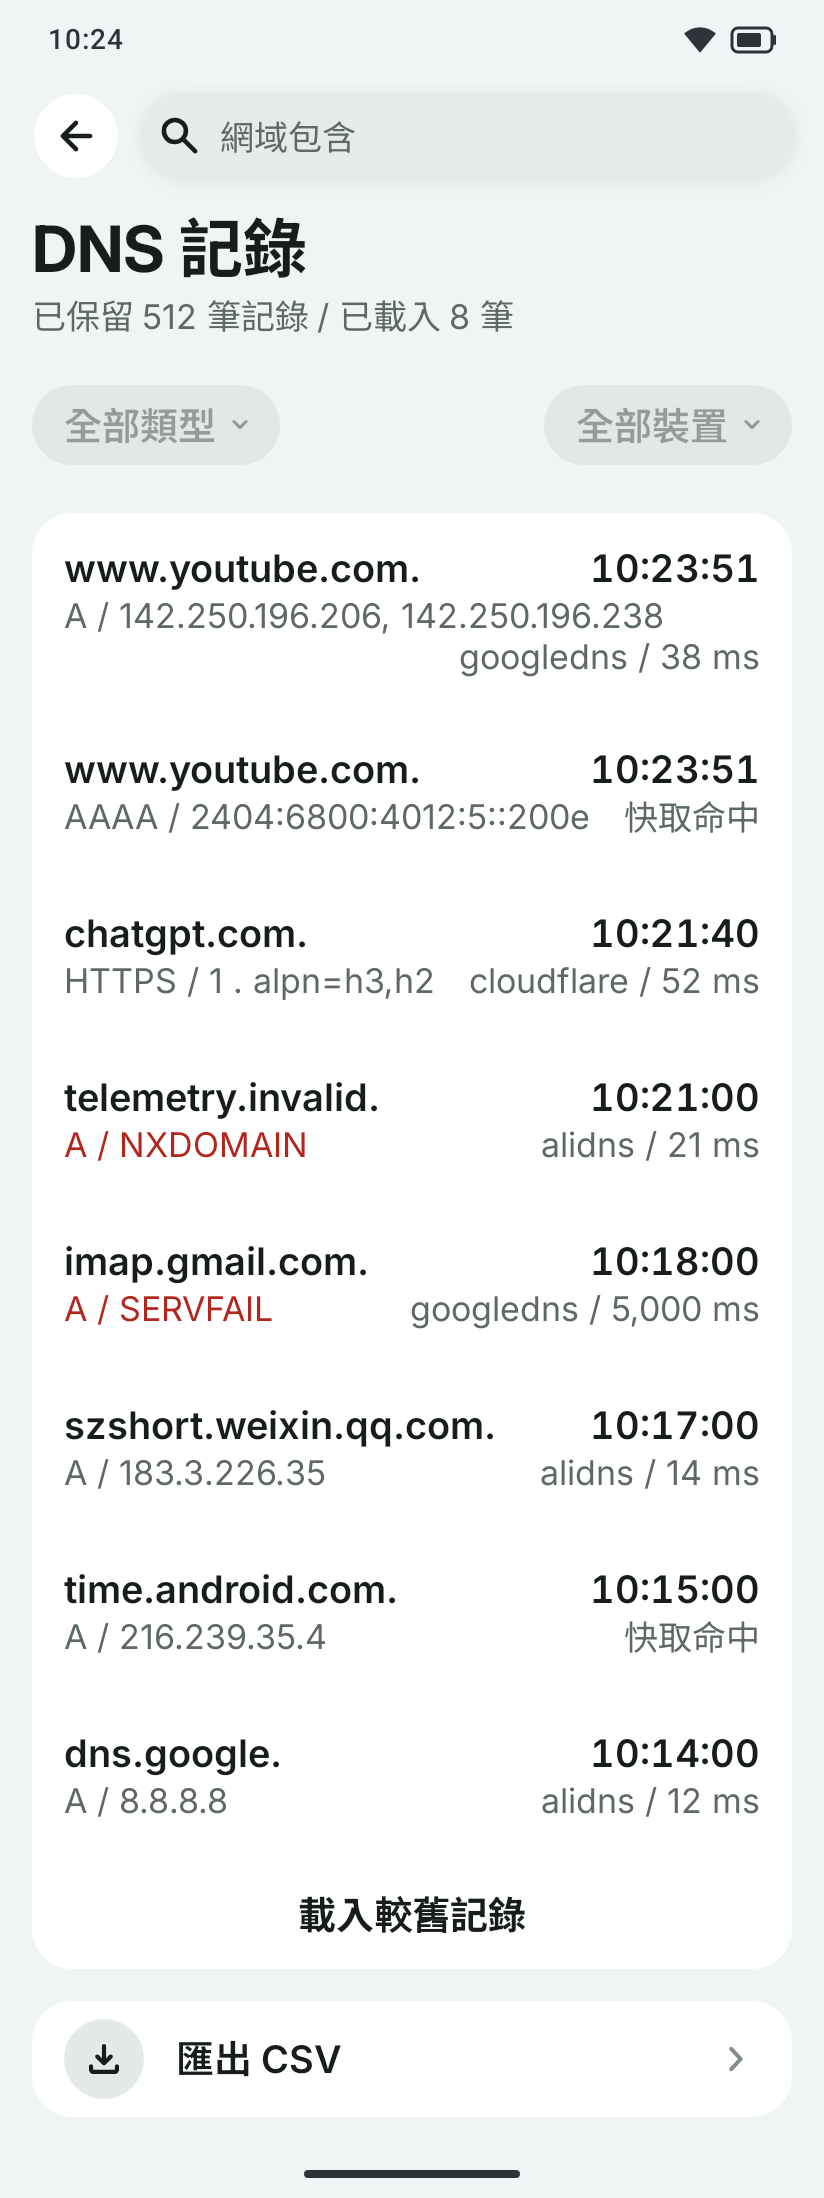 10:24
網域包含
DNS 記錄
已保留 512 筆記錄 / 已載入 8 筆
全部類型
全部裝置
www.youtube.com. 10:23:51
A / 142.250.196.206, 142.250.196.238
googledns / 38 ms
www.youtube.com. 10:23:51
AAAA / 2404:6800:4012:5::200e 快取命中
chatgpt.com. 10:21:40
HTTPS / 1 . alpn=h3,h2 cloudflare / 52 ms
telemetry.invalid. 10:21:00
A / NXDOMAIN alidns / 21 ms
imap.gmail.com. 10:18:00
A / SERVFAIL googledns / 5,000 ms
szshort.weixin.qq.com. 10:17:00
A / 183.3.226.35 alidns / 14 ms
time.android.com. 10:15:00
A / 216.239.35.4 快取命中
dns.google. 10:14:00
A / 8.8.8.8 alidns / 12 ms
載入較舊記錄
匯出 CSV